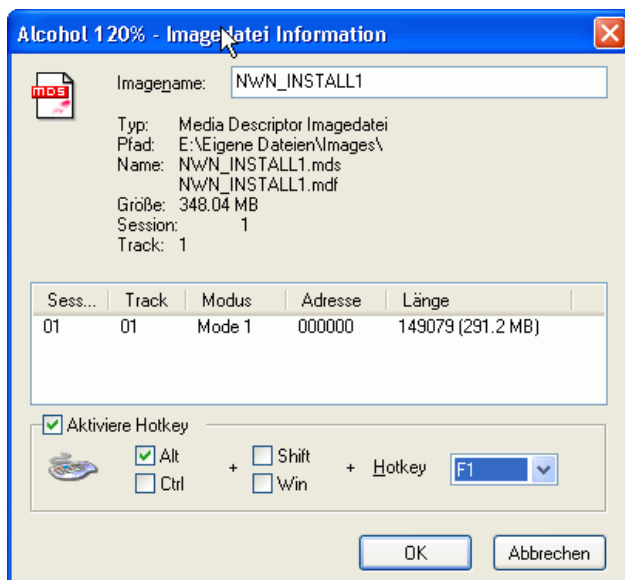 Alcohol 120% - Imagedatei Information
MDS
Imagename: NWN_INSTALL1
Typ: Media Descriptor Imagedatei
Pfad: E:\Eigene Dateien\Images\
Name: NWN_INSTALL1.mds
NWN_INSTALL1.mdf
Größe: 348.04 MB
Session: 1
Track: 1
Sess... Track Modus Adresse Länge
01 01 Mode 1 000000 149079 (291.2 MB)
Aktiviere Hotkey
Alt + Shift + Hotkey F1
Ctrl Win
OK Abbrechen